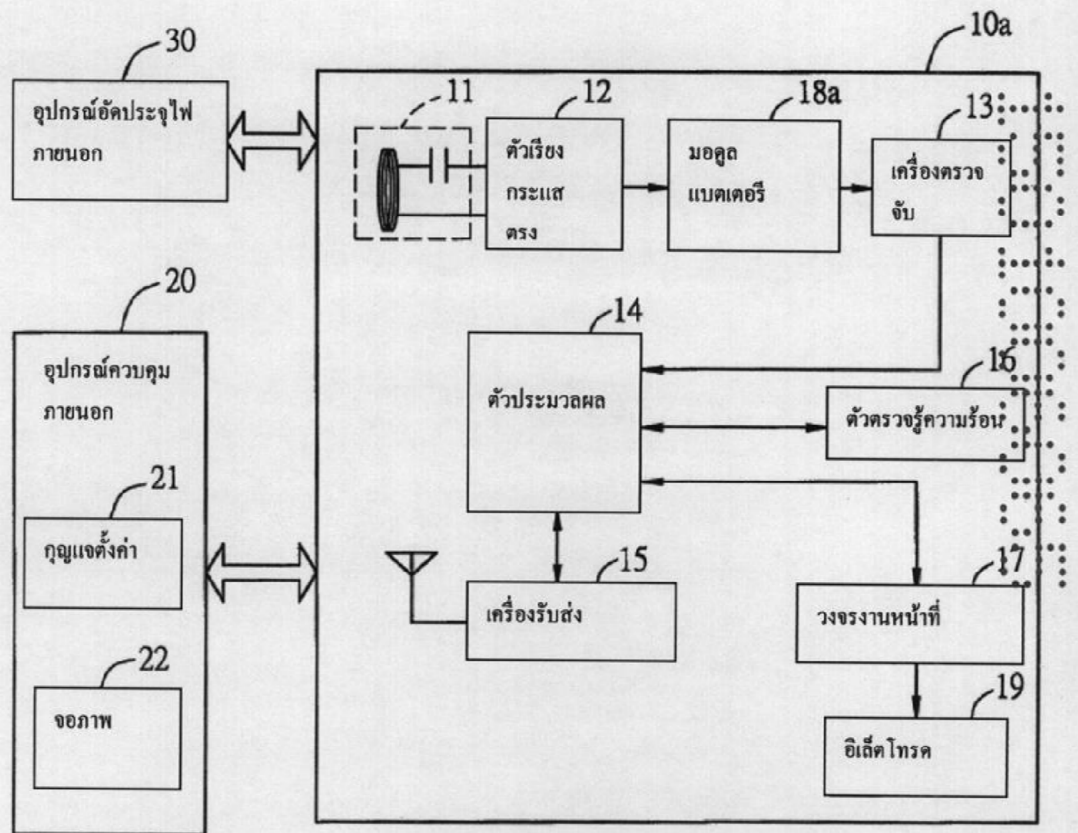 30
อุปกรณ์อัดประจุไฟ
ภายนอก
10a
11
12
ตัวเรียง
กระแส
ตรง
18a
มอดูล
แบตเตอรี
13
เครื่องตรวจ
จับ
20
อุปกรณ์ควบคุม
ภายนอก
21
กุญแจตั้งค่า
22
จอภาพ
14
ตัวประมวลผล
16
ตัวตรวจรู้ความร้อน
15
เครื่องรับส่ง
17
วงจรงานหน้าที่
19
อิเล็ตโทรด